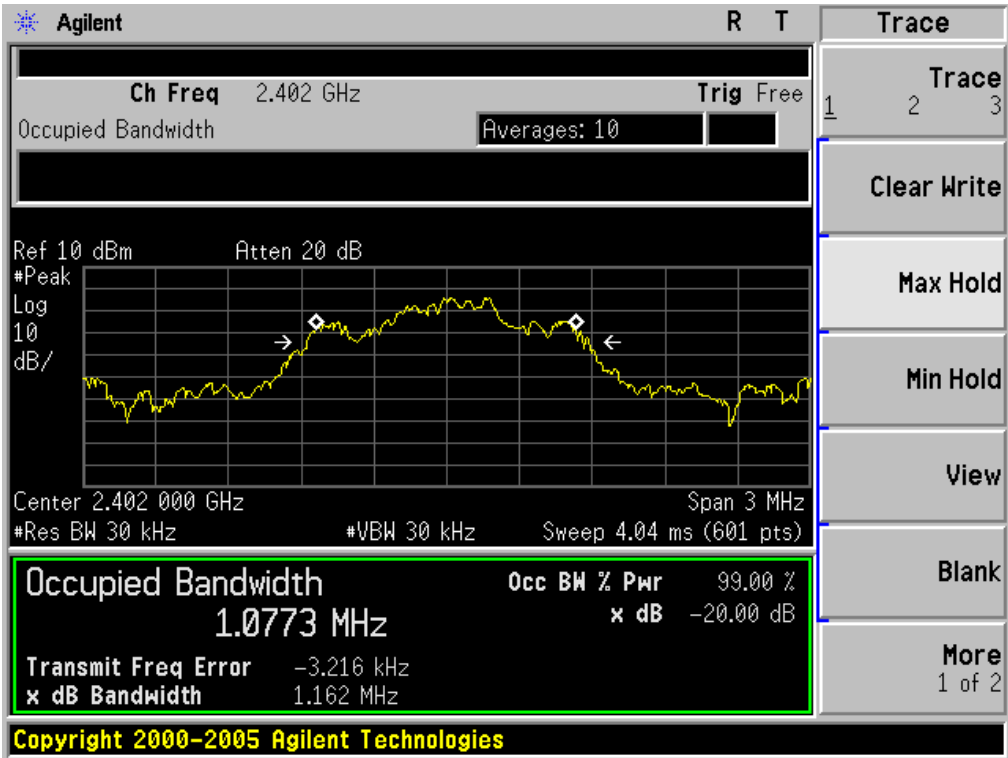 Agilent R T
Ch Freq 2.402 GHz Trig Free
Occupied Bandwidth Averages: 10
Ref 10 dBm Atten 20 dB
#Peak
Log
10
dB/
Center 2.402 000 GHz Span 3 MHz
#Res BW 30 kHz #VBW 30 kHz Sweep 4.04 ms (601 pts)
Occupied Bandwidth Occ BW % Pwr 99.00 %
1.0773 MHz x dB -20.00 dB
Transmit Freq Error -3.216 kHz
x dB Bandwidth 1.162 MHz
Copyright 2000-2005 Agilent Technologies
Trace
Trace
1 2 3
Clear Write
Max Hold
Min Hold
View
Blank
More
1 of 2